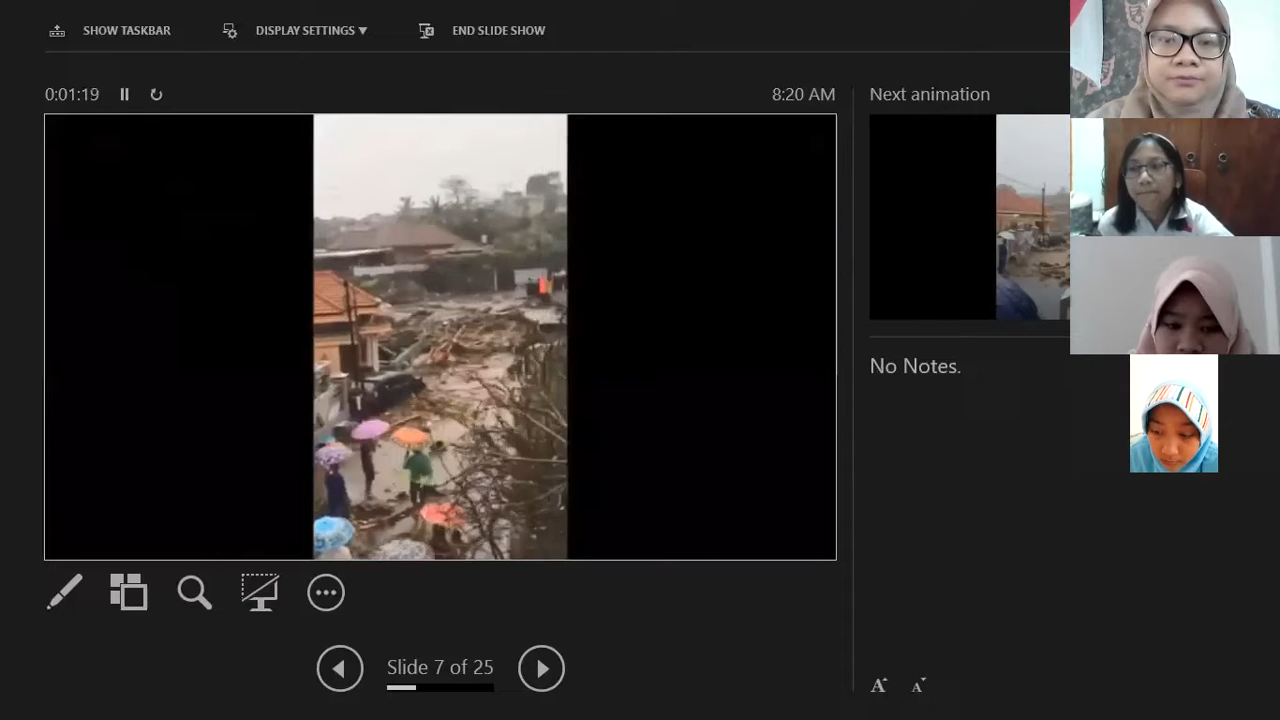 SHOW TASKBAR
DISPLAY SETTINGS ▼
END SLIDE SHOW
0:01:19
8:20 AM
Next animation
No Notes.
Slide 7 of 25
A A